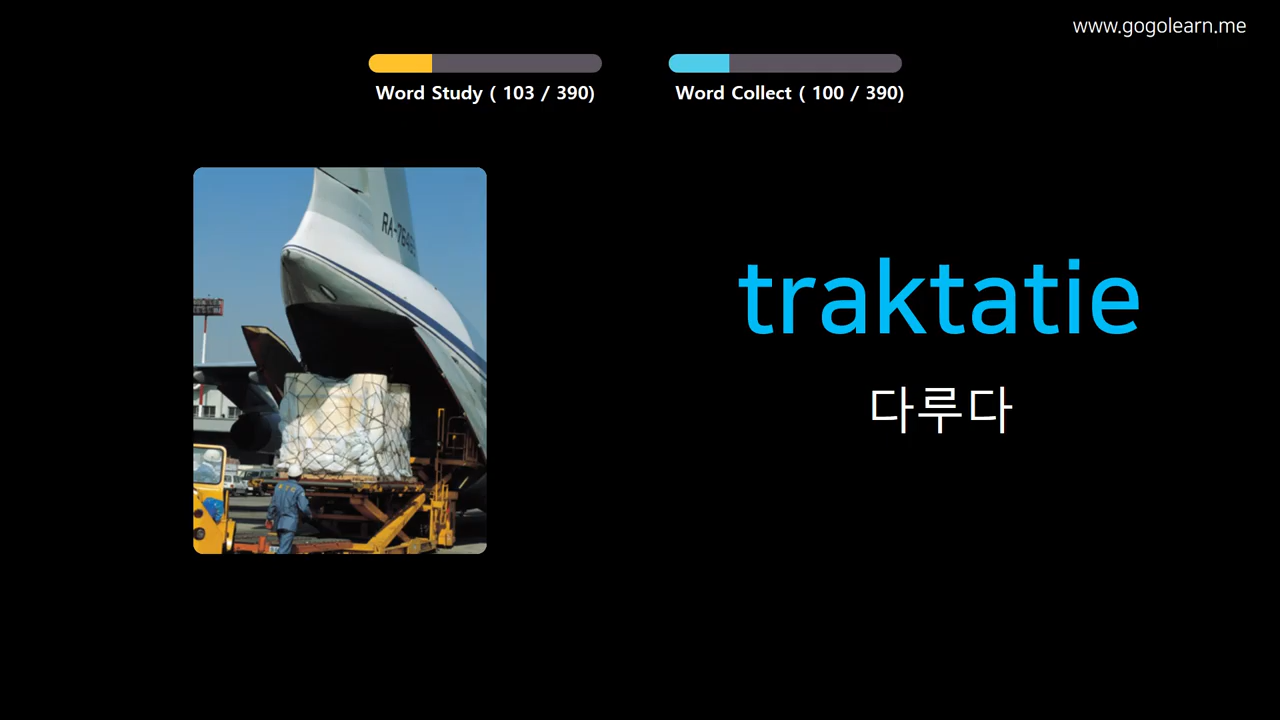 www.gogolearn.me
Word Study ( 103 / 390)
Word Collect ( 100 / 390)
traktatie
다루다